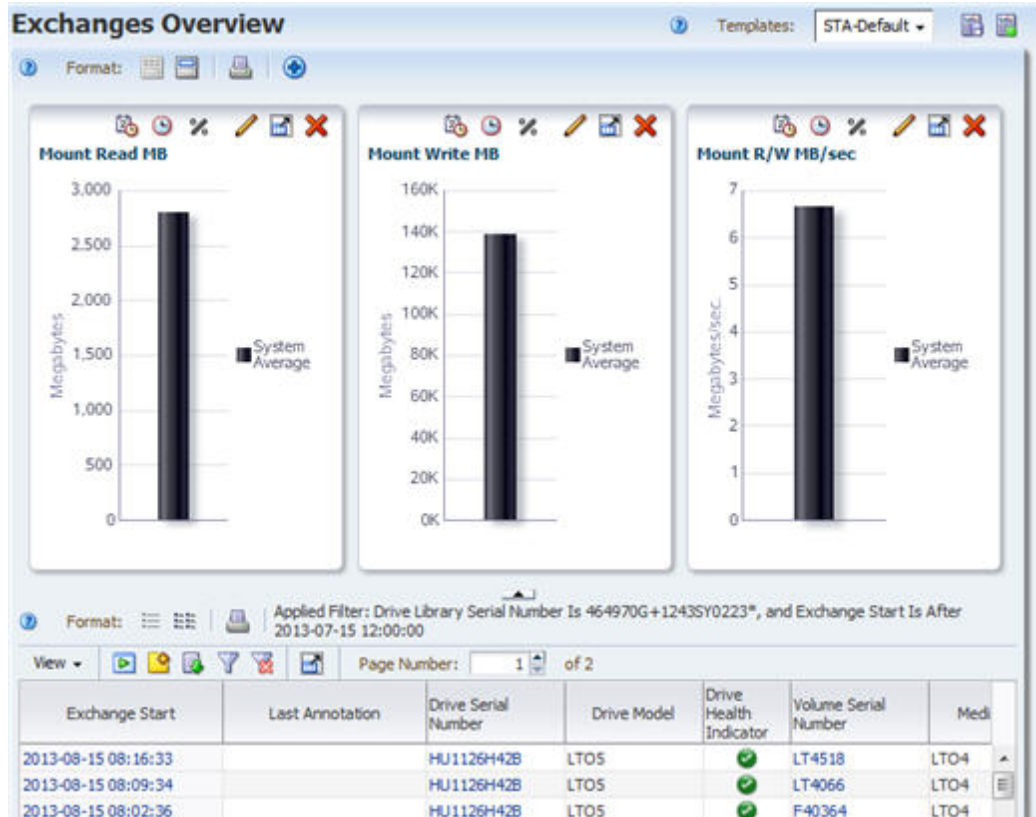 Exchanges Overview
Templates: STA-Default
Format:
Mount Read MB
3,000
2,500
2,000
1,500
1,000
500
0
Megabytes
System
Average
Mount Write MB
160K
140K
120K
100K
80K
60K
40K
20K
0K
Megabytes
System
Average
Mount R/W MB/sec
7
6
5
4
3
2
1
0
Megabytes/sec.
System
Average
Format:
Applied Filter: Drive Library Serial Number Is 464970G+1243SY0223*, and Exchange Start Is After
2013-07-15 12:00:00
View
Page Number: 1 of 2
Exchange Start Last Annotation Drive Serial Number Drive Model Drive Health Indicator Volume Serial Number Medi
2013-08-15 08:16:33 HU1126H42B LTO5 LT4518 LTO4
2013-08-15 08:09:34 HU1126H42B LTO5 LT4066 LTO4
2013-08-15 08:02:36 HU1126H42B LTO5 F40364 LTO4